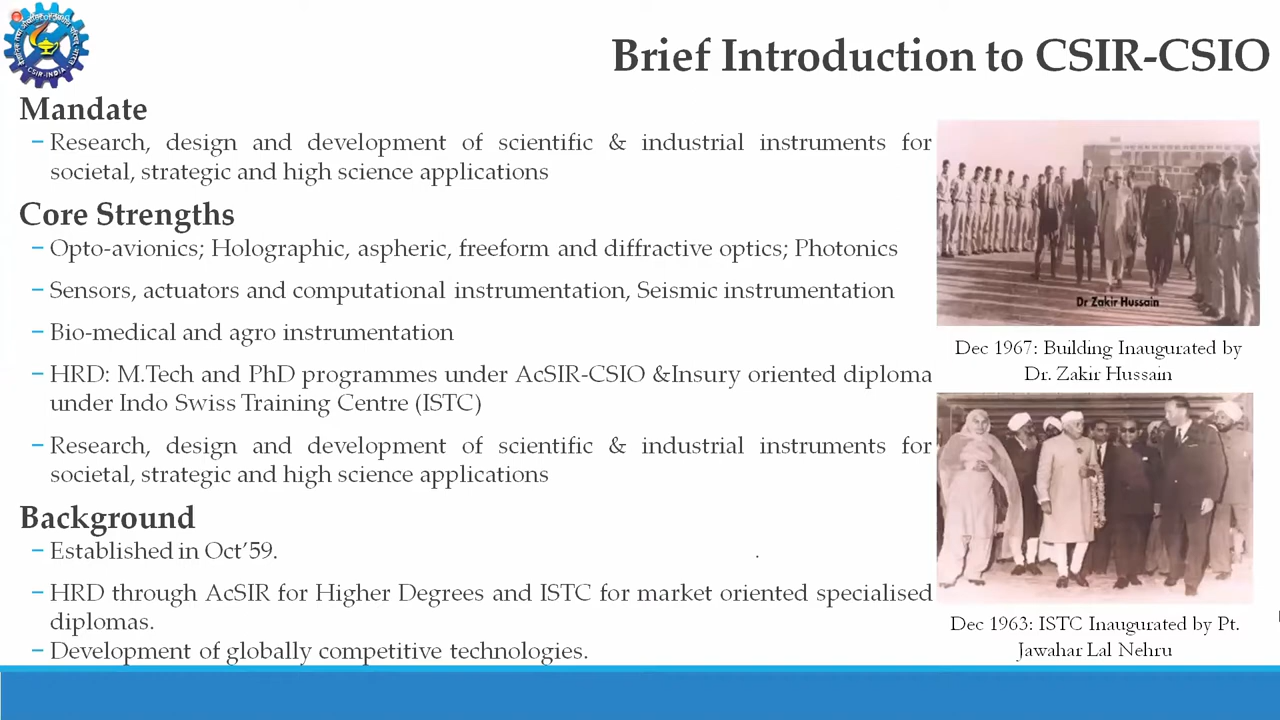 CSIR-INDIA
Brief Introduction to CSIR-CSIO
Mandate
– Research, design and development of scientific & industrial instruments for
societal, strategic and high science applications
Core Strengths
– Opto-avionics; Holographic, aspheric, freeform and diffractive optics; Photonics
– Sensors, actuators and computational instrumentation, Seismic instrumentation
– Bio-medical and agro instrumentation
– HRD: M.Tech and PhD programmes under AcSIR-CSIO &Insury oriented diploma
under Indo Swiss Training Centre (ISTC)
– Research, design and development of scientific & industrial instruments for
societal, strategic and high science applications
Background
– Established in Oct’59.
.
– HRD through AcSIR for Higher Degrees and ISTC for market oriented specialised
diplomas.
– Development of globally competitive technologies.
Dr Zakir Hussain
Dec 1967: Building Inaugurated by
Dr. Zakir Hussain
Dec 1963: ISTC Inaugurated by Pt.
Jawahar Lal Nehru